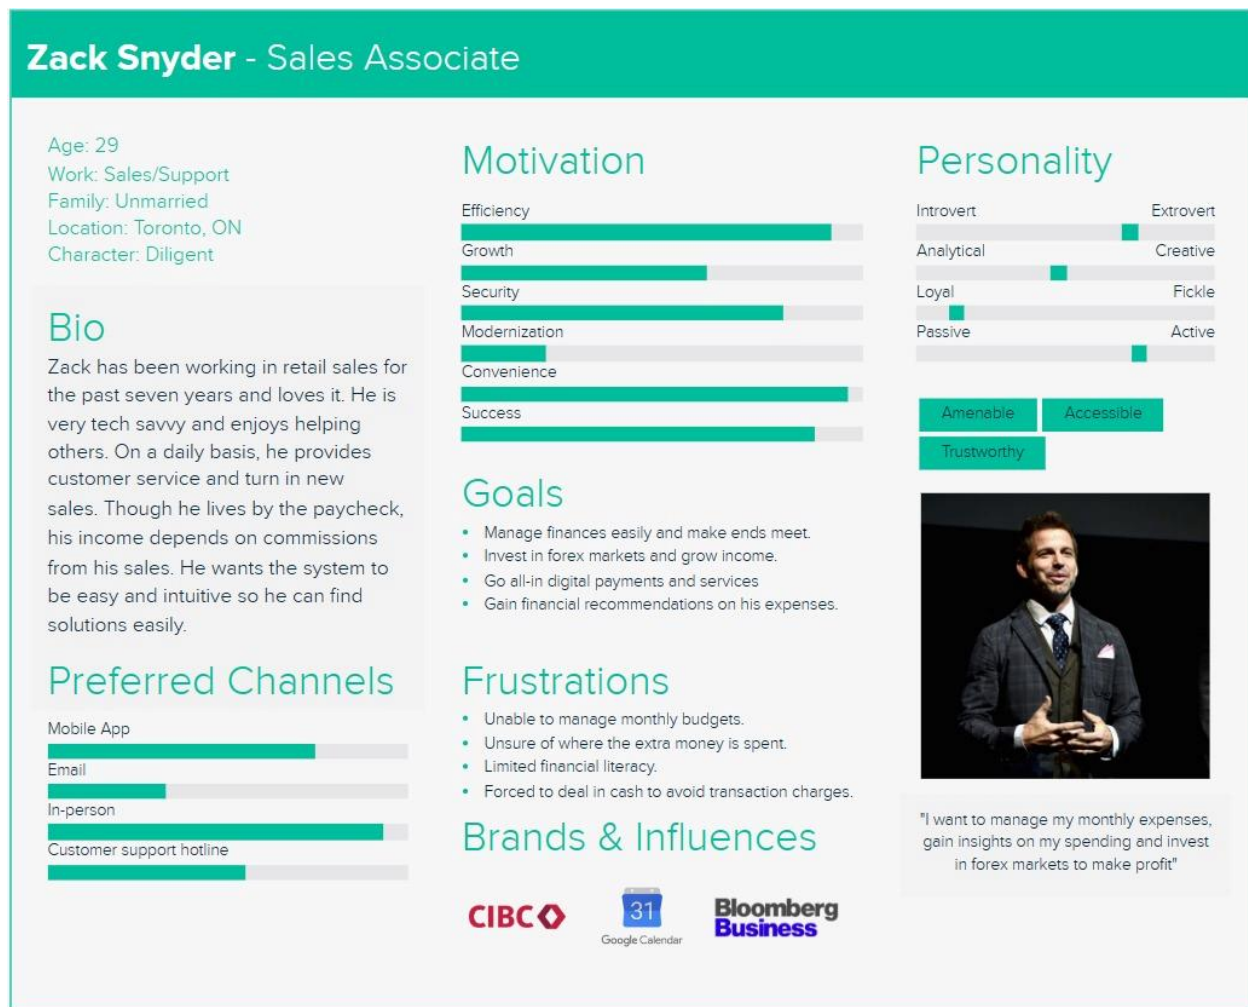 Zack Snyder - Sales Associate
Age: 29
Work: Sales/Support
Family: Unmarried
Location: Toronto, ON
Character: Diligent
Bio
Zack has been working in retail sales for
the past seven years and loves it. He is
very tech savvy and enjoys helping
others. On a daily basis, he provides
customer service and turn in new
sales. Though he lives by the paycheck,
his income depends on commissions
from his sales. He wants the system to
be easy and intuitive so he can find
solutions easily.
Preferred Channels
Mobile App
Email
In-person
Customer support hotline
Motivation
Efficiency
Growth
Security
Modernization
Convenience
Success
Goals
• Manage finances easily and make ends meet.
• Invest in forex markets and grow income.
• Go all-in digital payments and services
• Gain financial recommendations on his expenses.
Frustrations
• Unable to manage monthly budgets.
• Unsure of where the extra money is spent.
• Limited financial literacy.
• Forced to deal in cash to avoid transaction charges.
Brands & Influences
CIBC
31
Google Calendar
Bloomberg
Business
Personality
Introvert Extrovert
Analytical Creative
Loyal Fickle
Passive Active
Amenable Accessible
Trustworthy
"I want to manage my monthly expenses,
gain insights on my spending and invest
in forex markets to make profit"